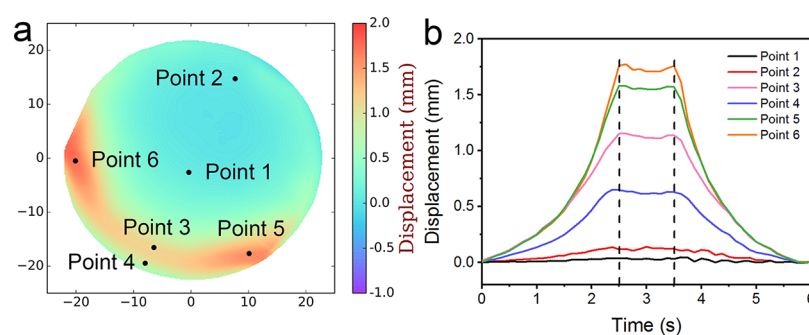 a
20
10
0
−10
−20
−20
−10
0
10
20
Point 2
Point 6
Point 1
Point 3
Point 5
Point 4
2.0
1.5
1.0
0.5
0.0
-0.5
-1.0
Displacement (mm)
b
2.0
1.5
1.0
0.5
0.0
Displacement (mm)
0
1
2
3
4
5
6
Time (s)
Point 1
Point 2
Point 3
Point 4
Point 5
Point 6